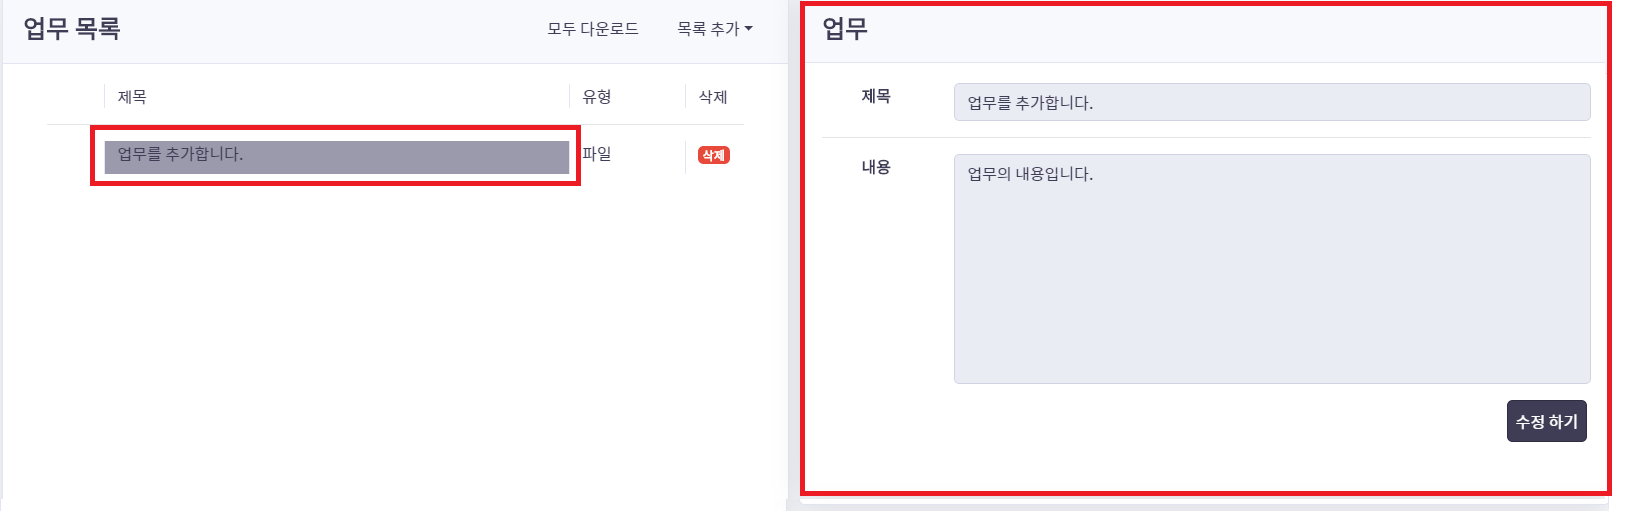 업무 목록
모두 다운로드
목록 추가
제목
유형
삭제
업무를 추가합니다.
파일
삭제
업무
제목
업무를 추가합니다.
내용
업무의 내용입니다.
수정 하기